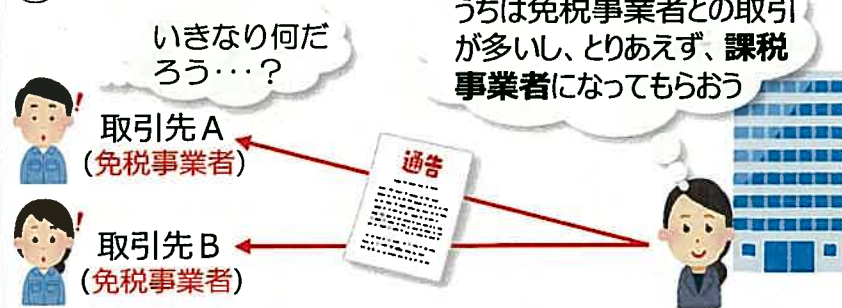 いきなり何だ
ろう・・・?
うちは免税事業者との取引
が多いし、とりあえず、課税
事業者になってもらおう
取引先A
(免税事業者)
通告
取引先B
(免税事業者)